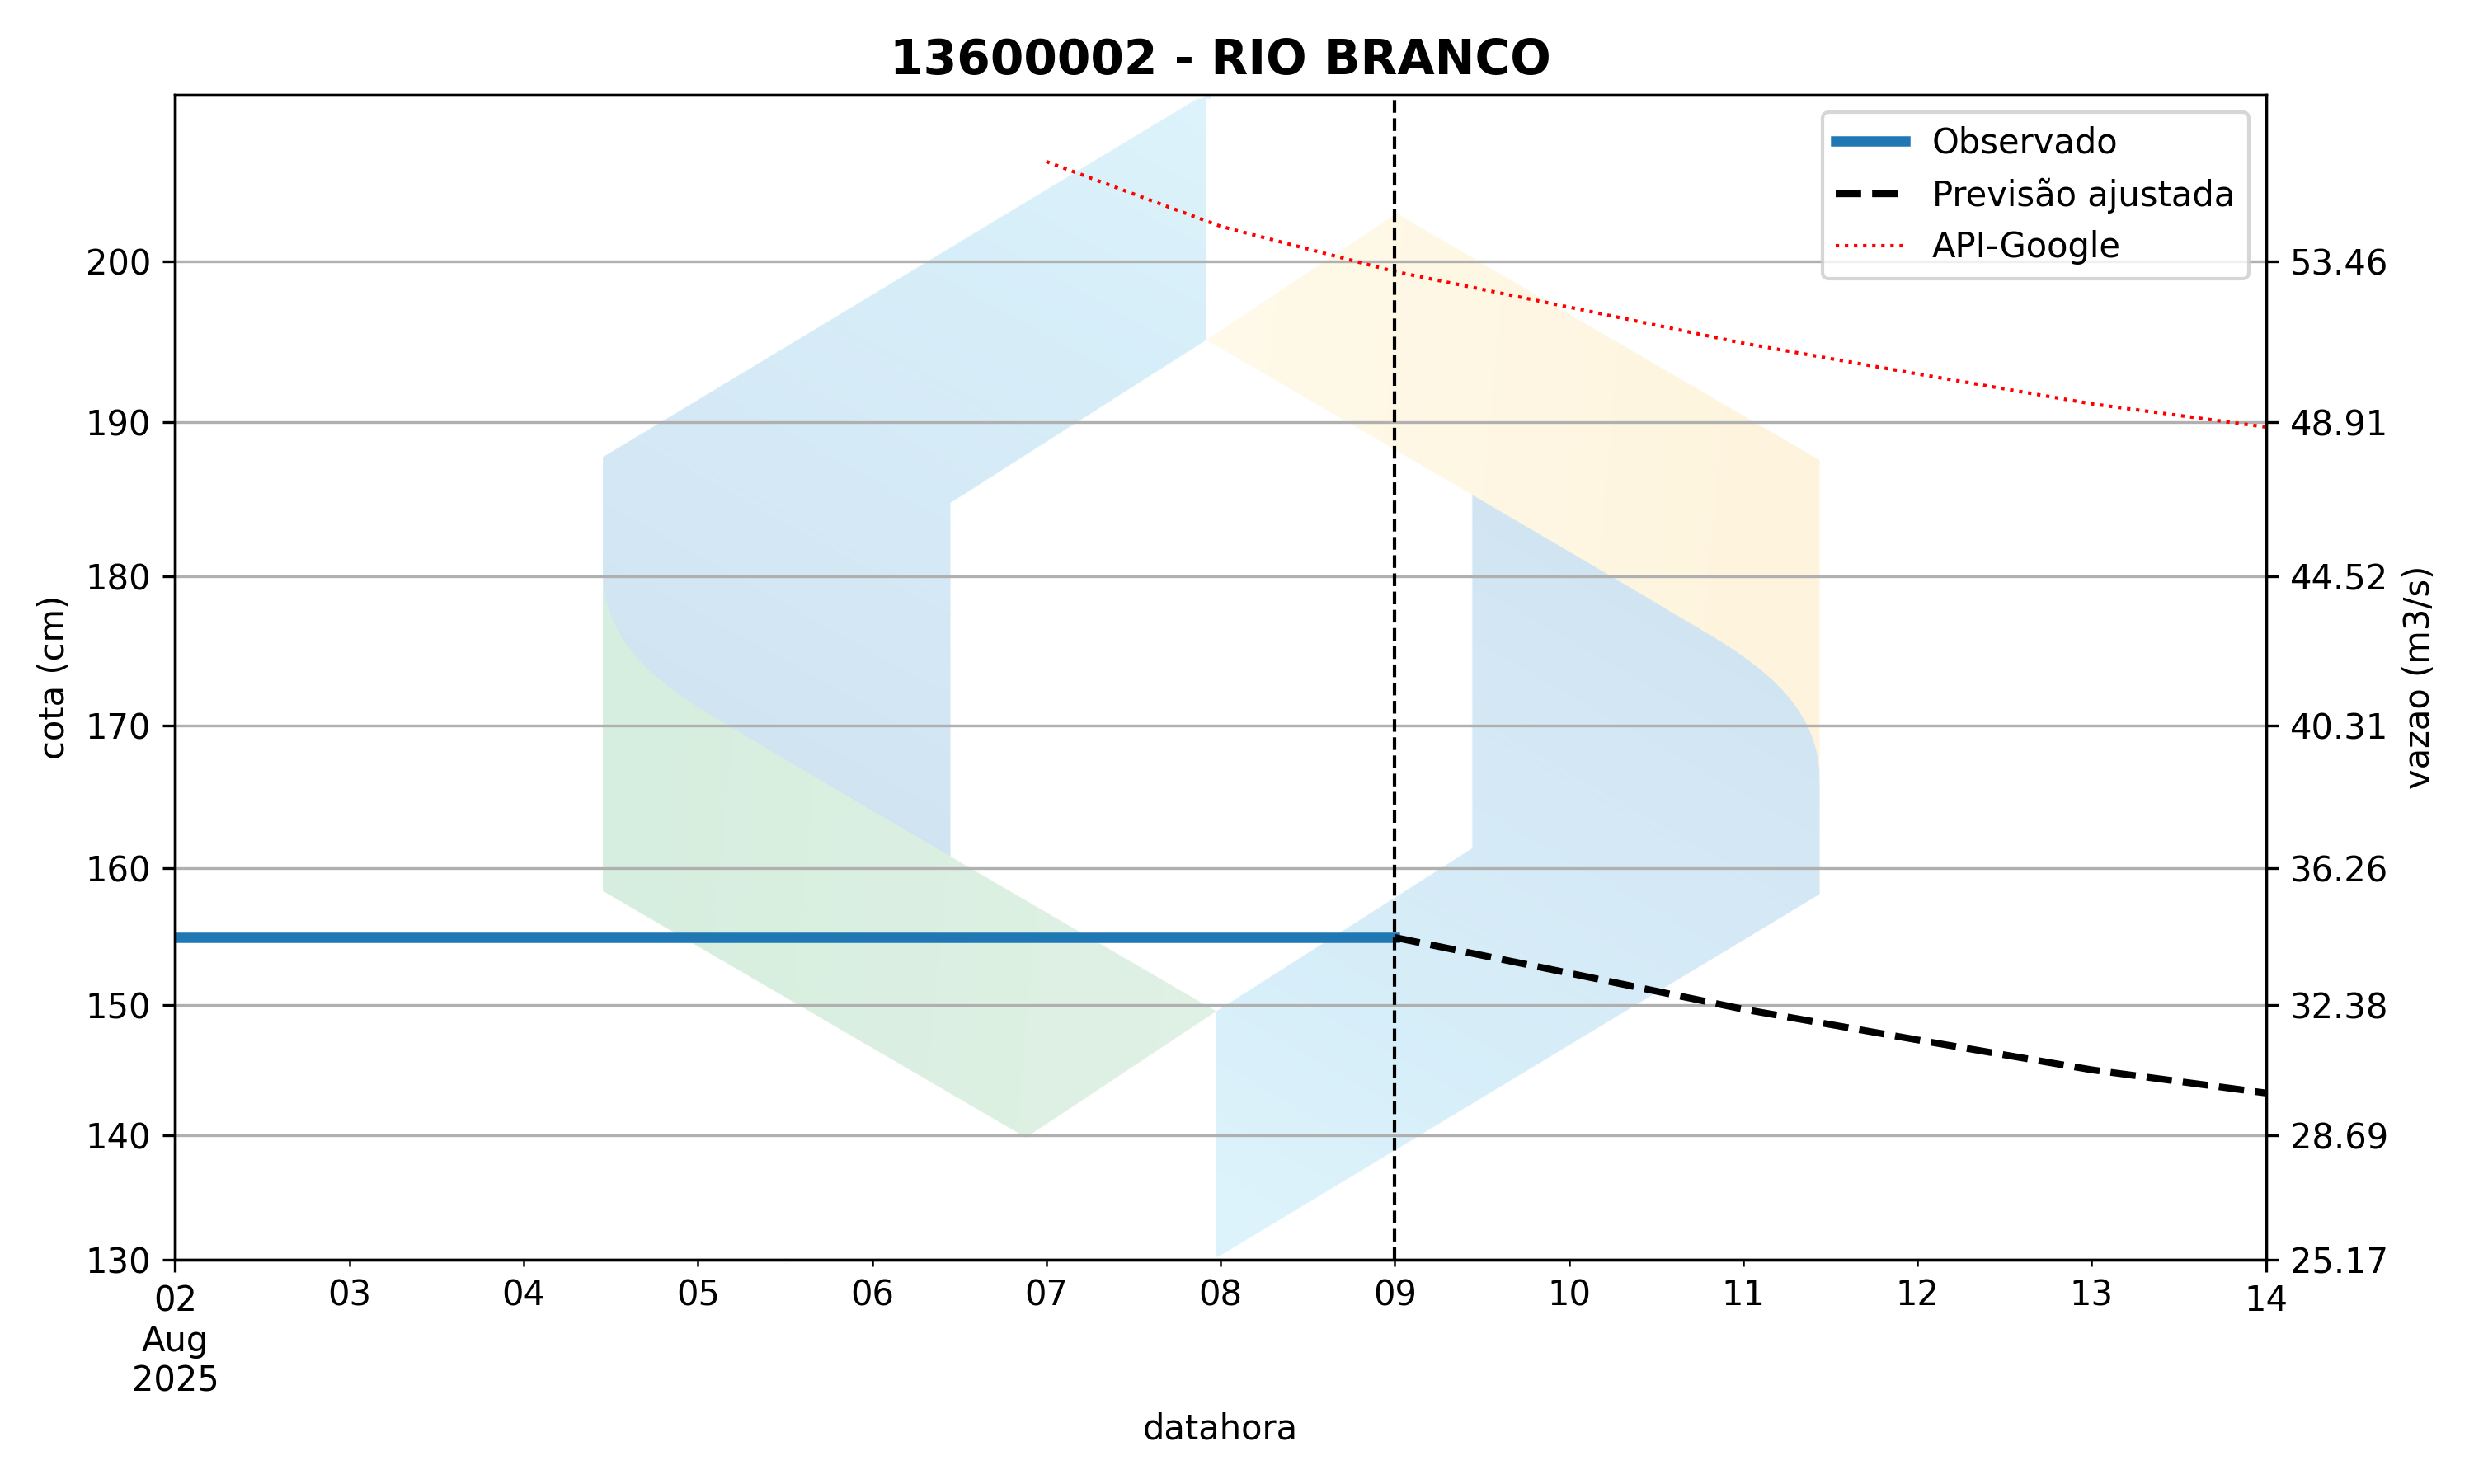 13600002 - RIO BRANCO
Observado
Previsão ajustada
API-Google
200
190
180
170
160
150
140
130
cota (cm)
53.46
48.91
44.52
40.31
36.26
32.38
28.69
25.17
vazao (m3/s)
02 03 04 05 06 07 08 09 10 11 12 13 14
Aug
2025
datahora